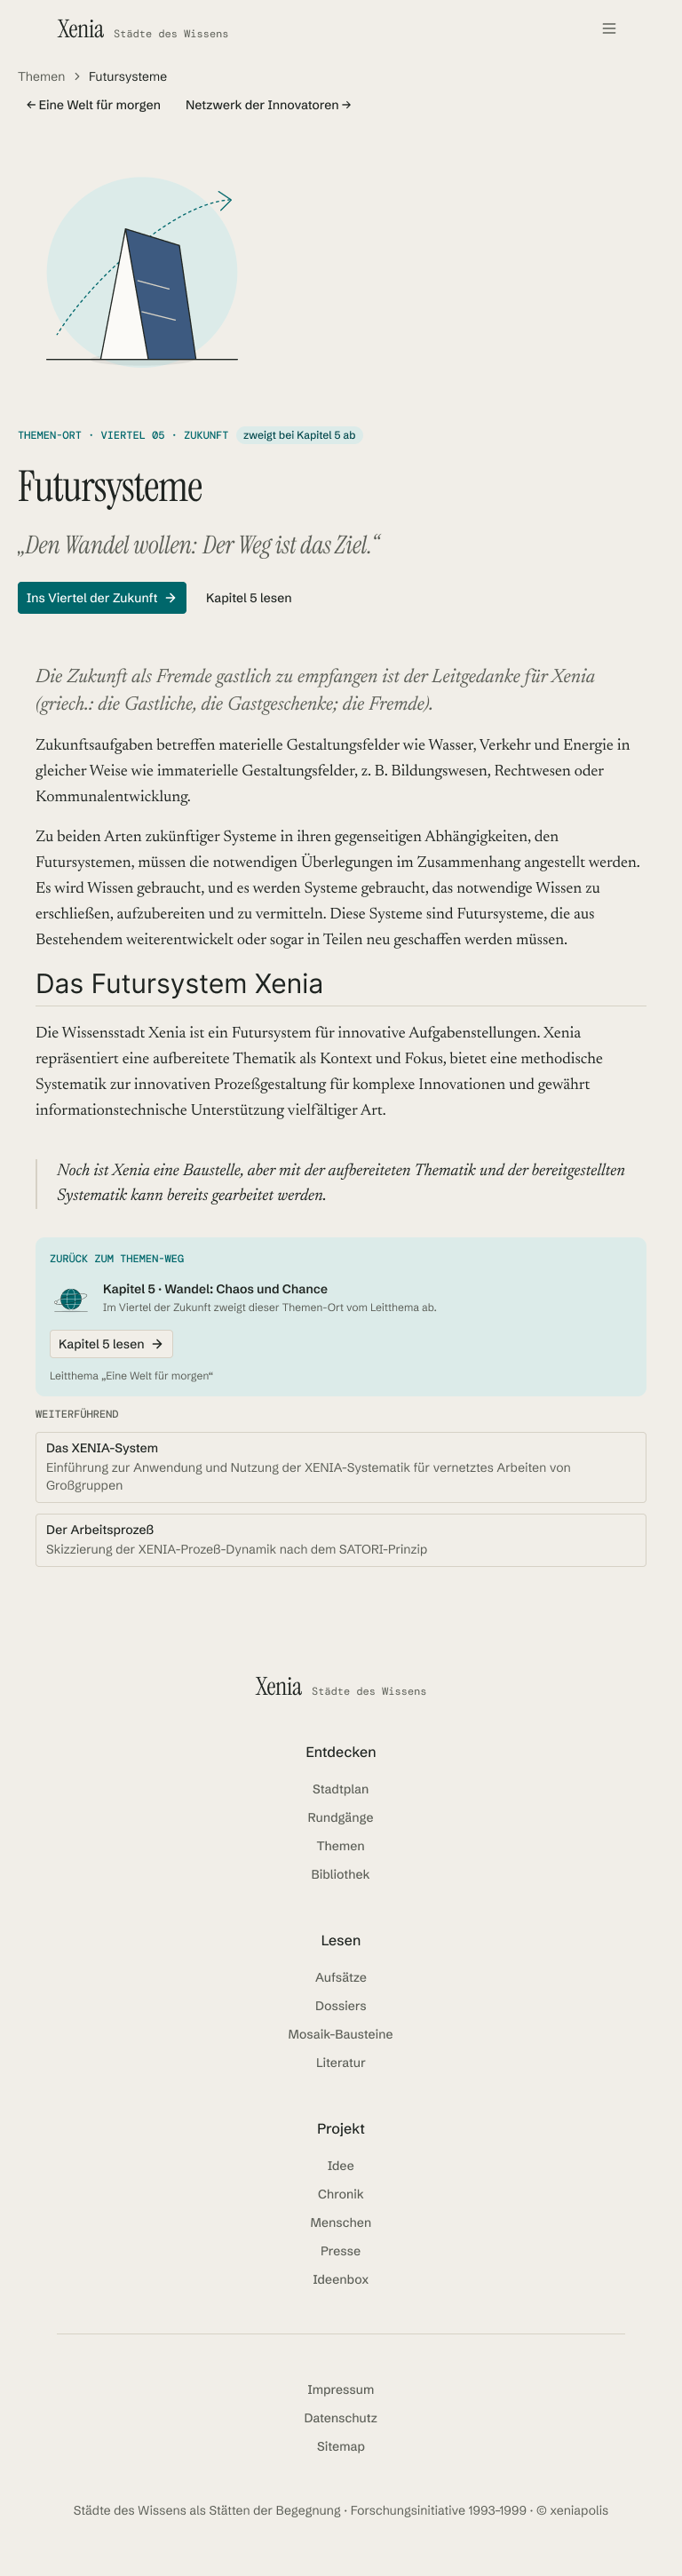 Xenia Städte des Wissens
Themen > Futursysteme
← Eine Welt für morgen Netzwerk der Innovatoren →
THEMEN-ORT · VIERTEL 05 · ZUKUNFT zweigt bei Kapitel 5 ab
Futursysteme
„Den Wandel wollen: Der Weg ist das Ziel.“
Ins Viertel der Zukunft → Kapitel 5 lesen
Die Zukunft als Fremde gastlich zu empfangen ist der Leitgedanke für Xenia
(griech.: die Gastliche, die Gastgeschenke; die Fremde).
Zukunftsaufgaben betreffen materielle Gestaltungsfelder wie Wasser, Verkehr und Energie in
gleicher Weise wie immaterielle Gestaltungsfelder, z. B. Bildungswesen, Rechtwesen oder
Kommunalentwicklung.
Zu beiden Arten zukünftiger Systeme in ihren gegenseitigen Abhängigkeiten, den
Futursystemen, müssen die notwendigen Überlegungen im Zusammenhang angestellt werden.
Es wird Wissen gebraucht, und es werden Systeme gebraucht, das notwendige Wissen zu
erschließen, aufzubereiten und zu vermitteln. Diese Systeme sind Futursysteme, die aus
Bestehendem weiterentwickelt oder sogar in Teilen neu geschaffen werden müssen.
Das Futursystem Xenia
Die Wissensstadt Xenia ist ein Futursystem für innovative Aufgabenstellungen. Xenia
repräsentiert eine aufbereitete Thematik als Kontext und Fokus, bietet eine methodische
Systematik zur innovativen Prozeßgestaltung für komplexe Innovationen und gewährt
informationstechnische Unterstützung vielfältiger Art.
Noch ist Xenia eine Baustelle, aber mit der aufbereiteten Thematik und der bereitgestellten
Systematik kann bereits gearbeitet werden.
ZURÜCK ZUM THEMEN-WEG
Kapitel 5 · Wandel: Chaos und Chance
Im Viertel der Zukunft zweigt dieser Themen-Ort vom Leitthema ab.
Kapitel 5 lesen →
Leitthema „Eine Welt für morgen“
WEITERFÜHREND
Das XENIA-System
Einführung zur Anwendung und Nutzung der XENIA-Systematik für vernetztes Arbeiten von
Großgruppen
Der Arbeitsprozeß
Skizzierung der XENIA-Prozeß-Dynamik nach dem SATORI-Prinzip
Xenia Städte des Wissens
Entdecken
Stadtplan
Rundgänge
Themen
Bibliothek
Lesen
Aufsätze
Dossiers
Mosaik-Bausteine
Literatur
Projekt
Idee
Chronik
Menschen
Presse
Ideenbox
Impressum
Datenschutz
Sitemap
Städte des Wissens als Stätten der Begegnung · Forschungsinitiative 1993–1999 · © xeniapolis